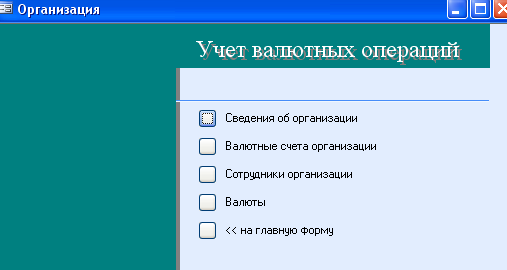 Организация
Учет валютных операций
Сведения об организации
Валютные счета организации
Сотрудники организации
Валюты
<< на главную форму